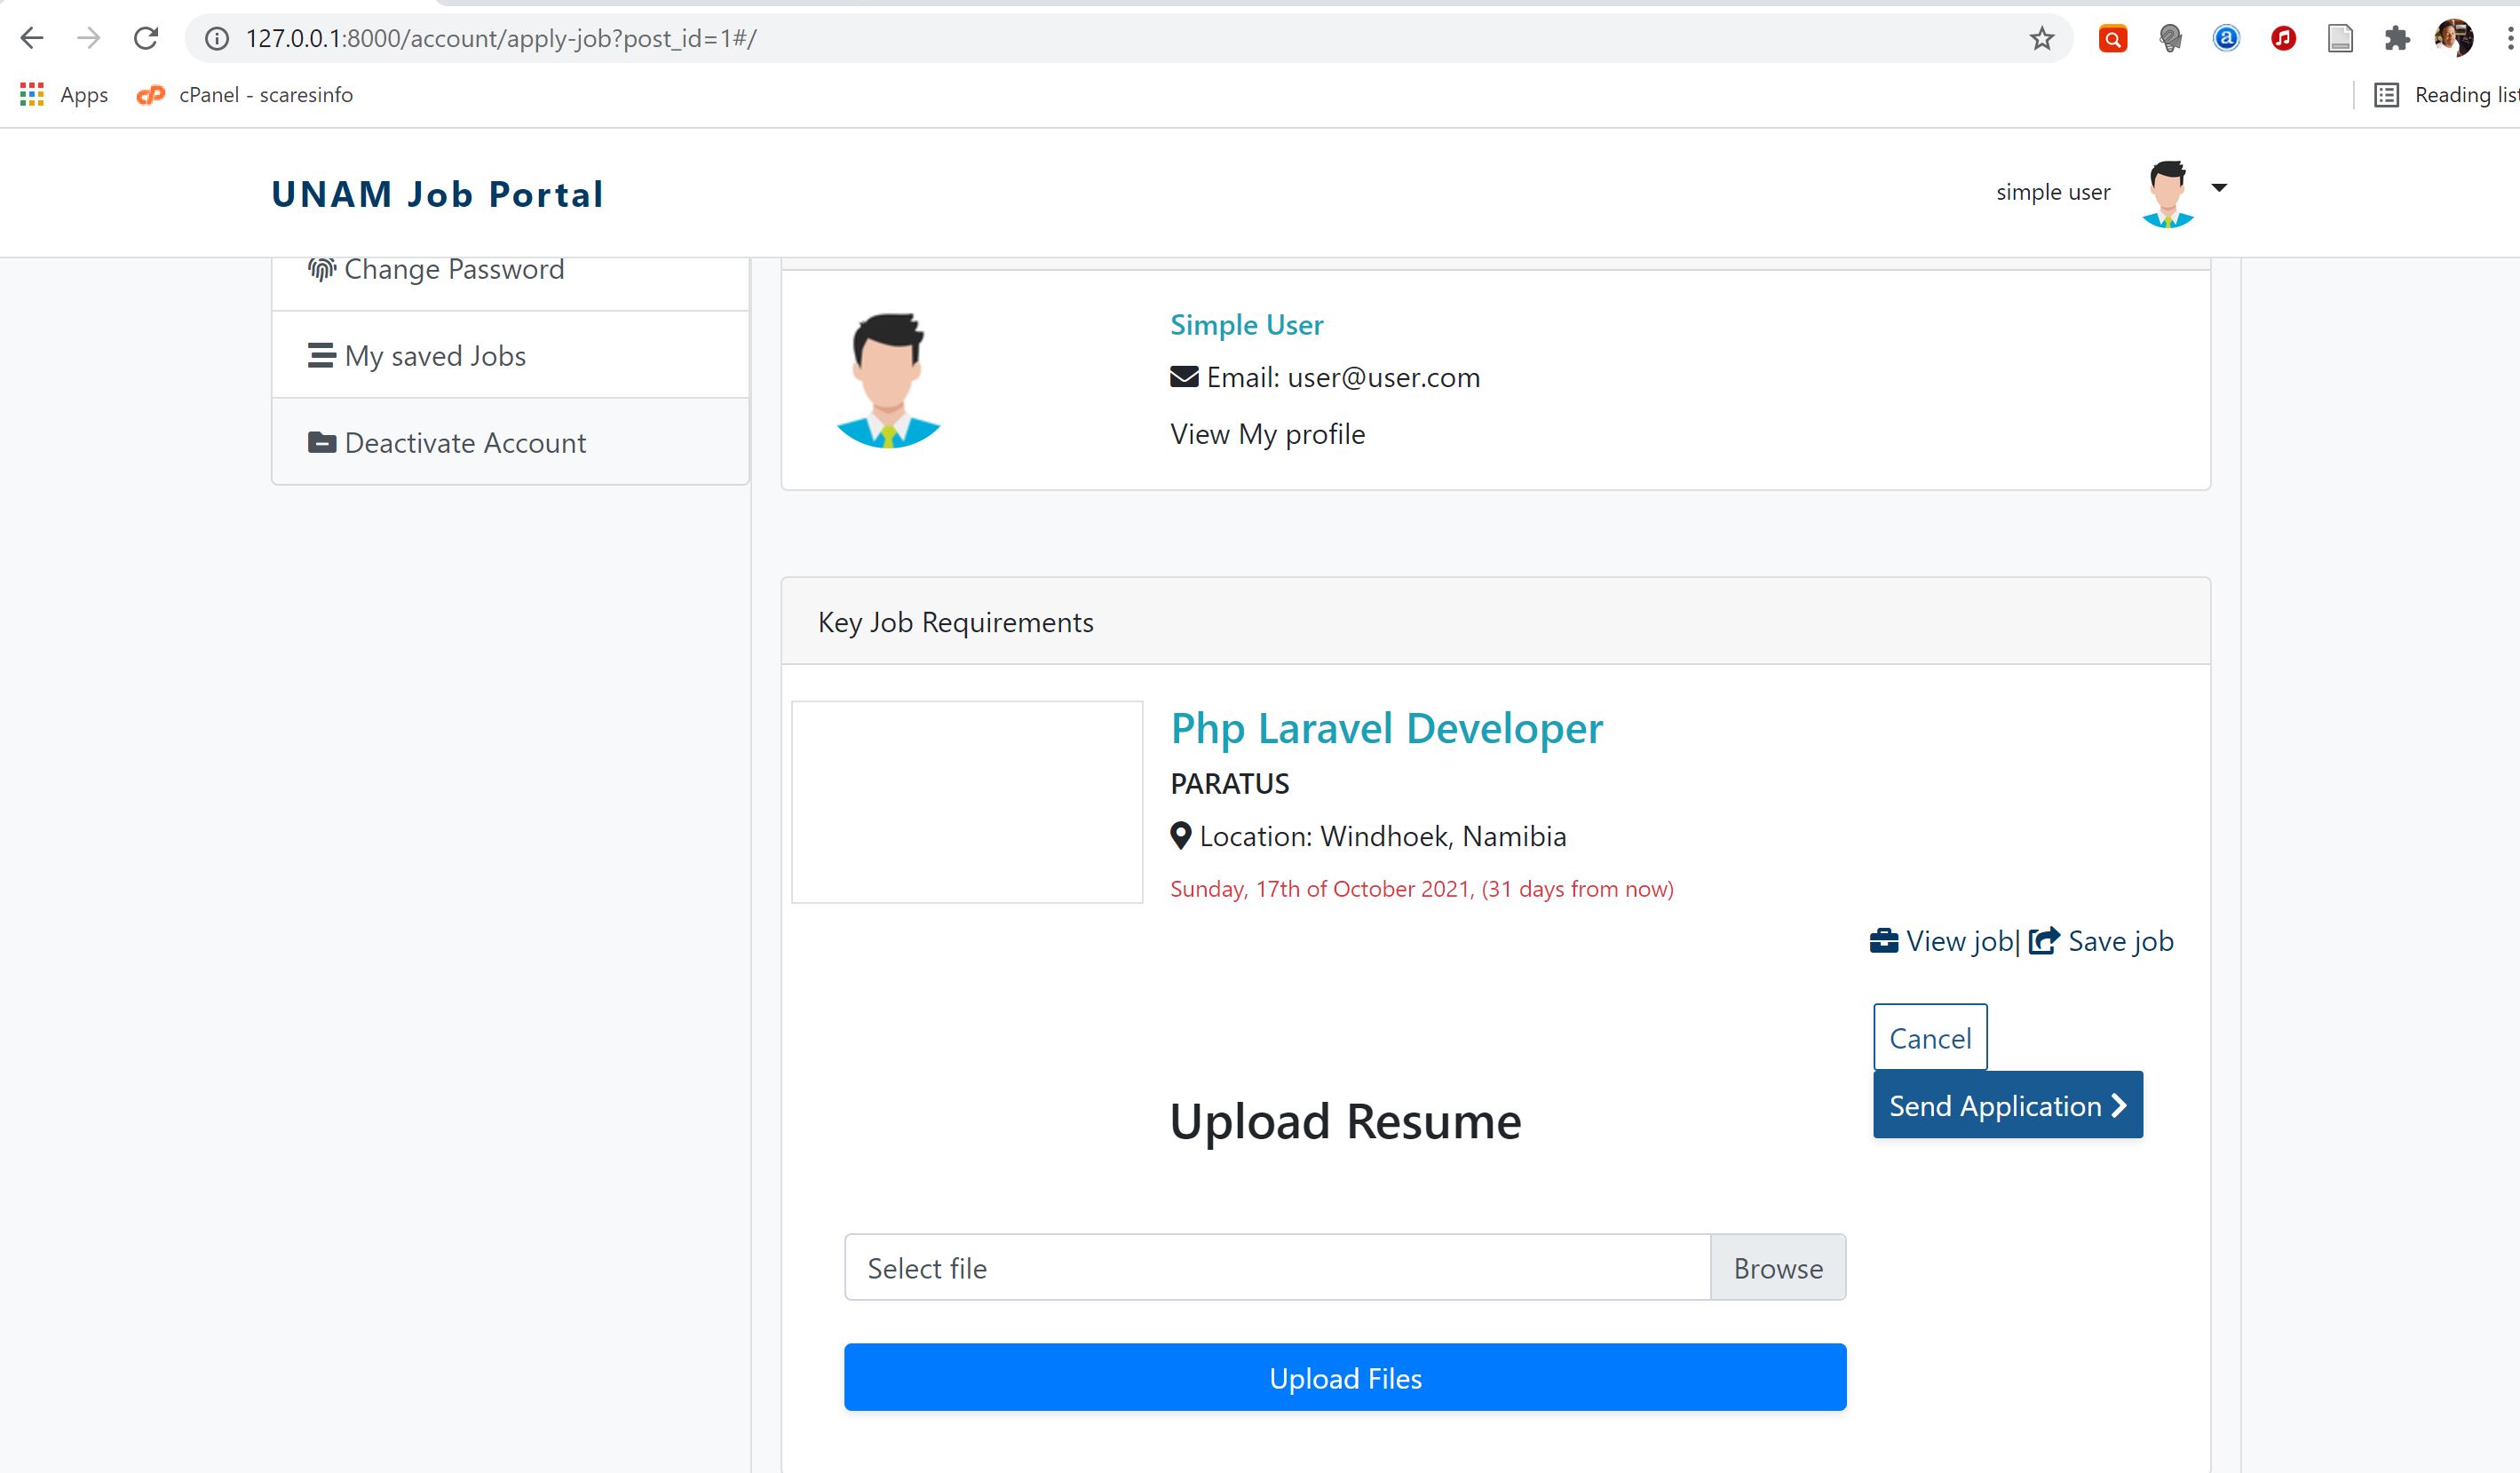 127.0.0.1:8000/account/apply-job?post_id=1#/
Apps
cPanel - scaresinfo
Reading list
UNAM Job Portal
simple user
Change Password
My saved Jobs
Deactivate Account
Simple User
Email: user@user.com
View My profile
Key Job Requirements
Php Laravel Developer
PARATUS
Location: Windhoek, Namibia
Sunday, 17th of October 2021, (31 days from now)
View job| Save job
Cancel
Send Application
Upload Resume
Select file
Browse
Upload Files